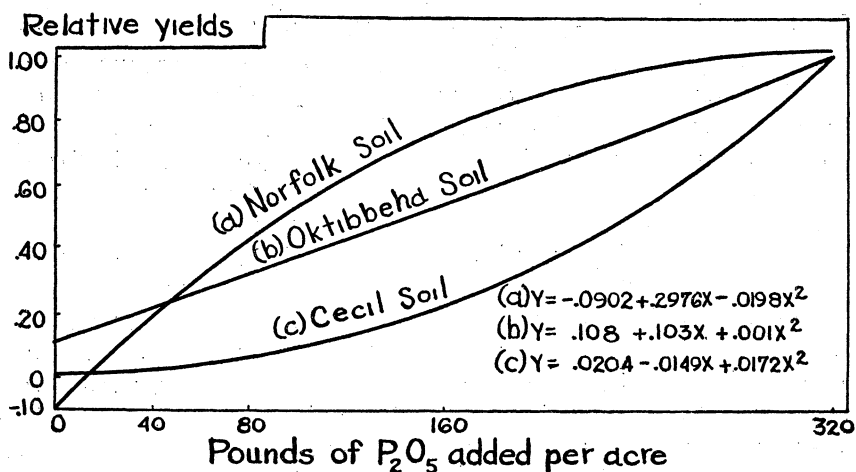 Relative yields
1.00
.80
.60
.40
.20
0
-.10
(a) Norfolk Soil
(b) Oktibbeha Soil
(c) Cecil Soil
(a) Y= -.0902+.2976X-.0198X²
(b) Y= .108 +.103X +.001X²
(c) Y= .0204-.0149X+.0172X²
0 40 80 160 320
Pounds of P₂O₅ added per acre